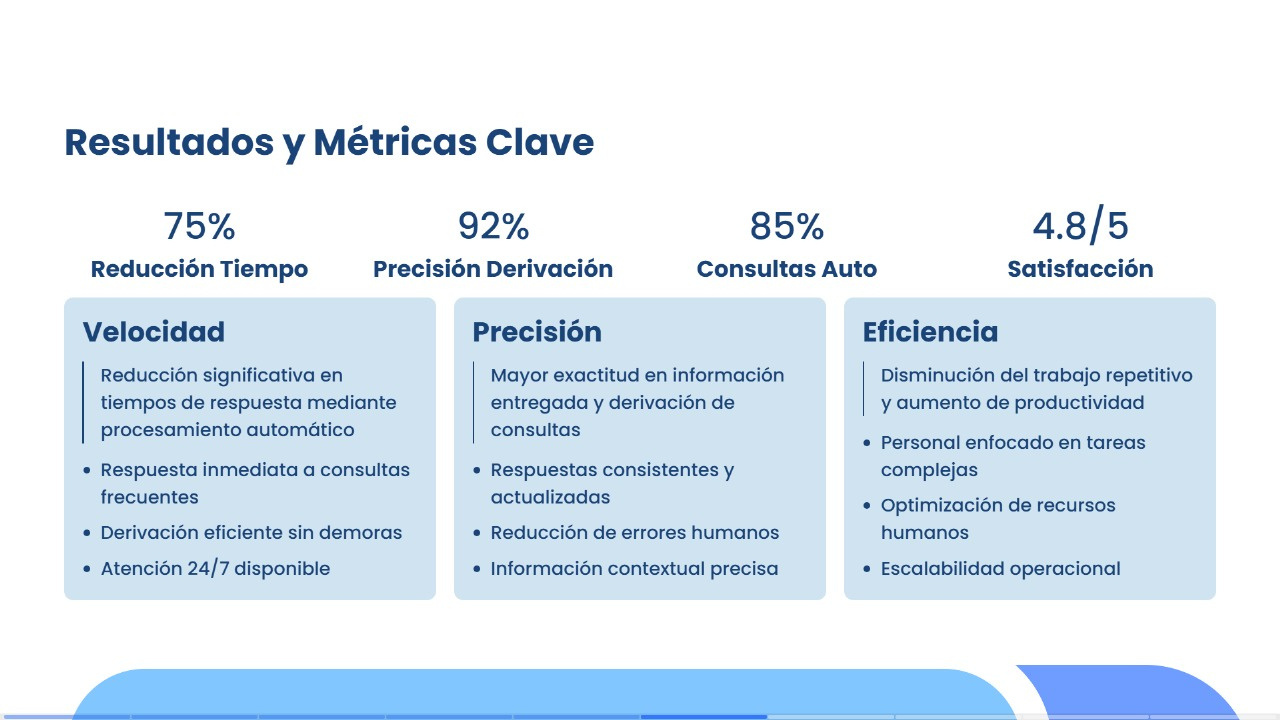 Resultados y Métricas Clave
75%
Reducción Tiempo
92%
Precisión Derivación
85%
Consultas Auto
4.8/5
Satisfacción
Velocidad
Reducción significativa en
tiempos de respuesta mediante
procesamiento automático
• Respuesta inmediata a consultas
frecuentes
• Derivación eficiente sin demoras
• Atención 24/7 disponible
Precisión
Mayor exactitud en información
entregada y derivación de
consultas
• Respuestas consistentes y
actualizadas
• Reducción de errores humanos
• Información contextual precisa
Eficiencia
Disminución del trabajo repetitivo
y aumento de productividad
• Personal enfocado en tareas
complejas
• Optimización de recursos
humanos
• Escalabilidad operacional